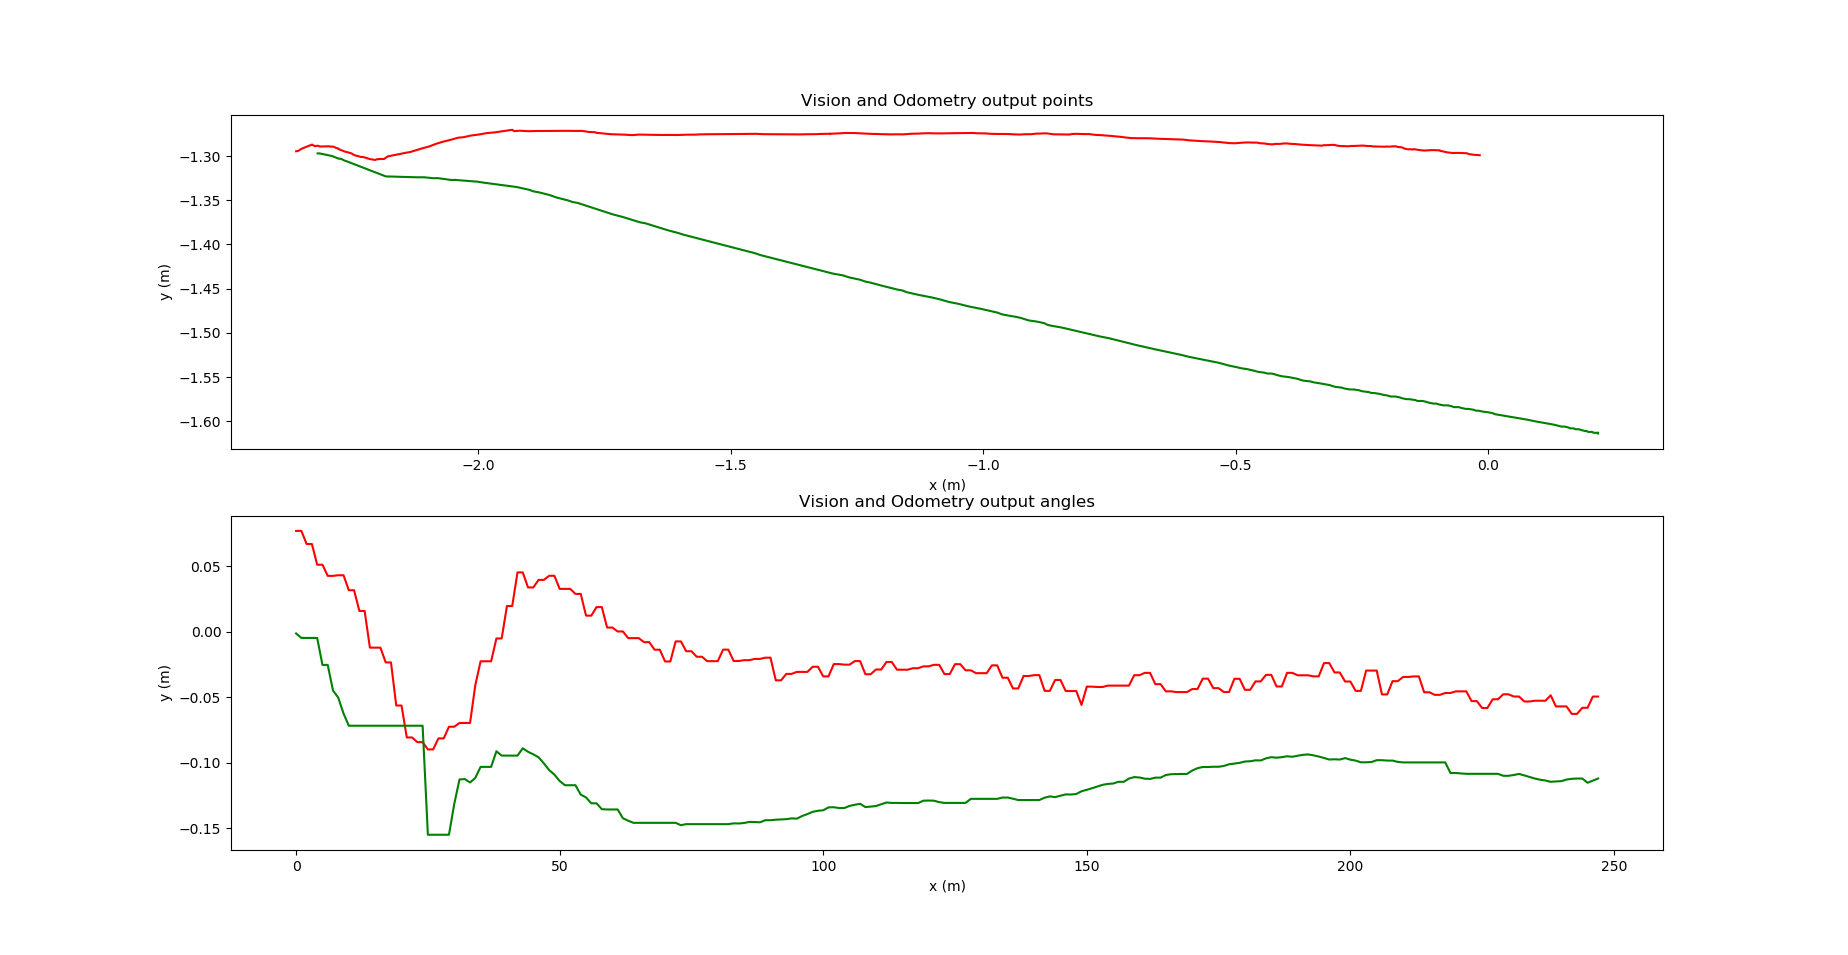 Vision and Odometry output points
y (m)
−1.30
−1.35
−1.40
−1.45
−1.50
−1.55
−1.60
−2.0 −1.5 −1.0 −0.5 0.0
x (m)
Vision and Odometry output angles
y (m)
0.05
0.00
−0.05
−0.10
−0.15
0 50 100 150 200 250
x (m)